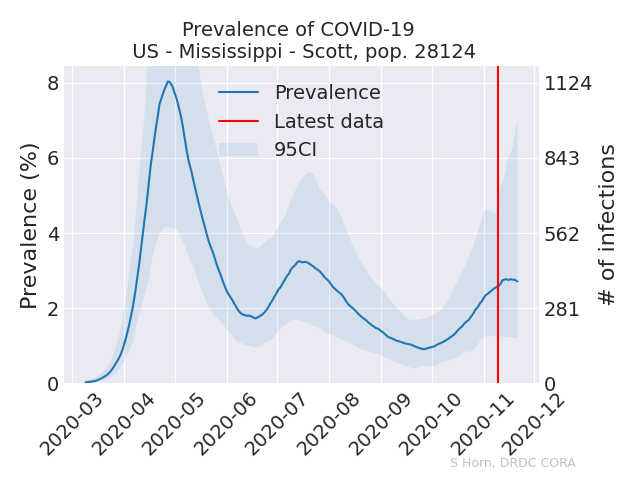 Prevalence of COVID-19
US - Mississippi - Scott, pop. 28124
Prevalence (%)
8
6
4
2
0
Prevalence
Latest data
95CI
1124
843
562
281
0
# of infections
2020-03
2020-04
2020-05
2020-06
2020-07
2020-08
2020-09
2020-10
2020-11
2020-12
S Horn, DRDC CORA